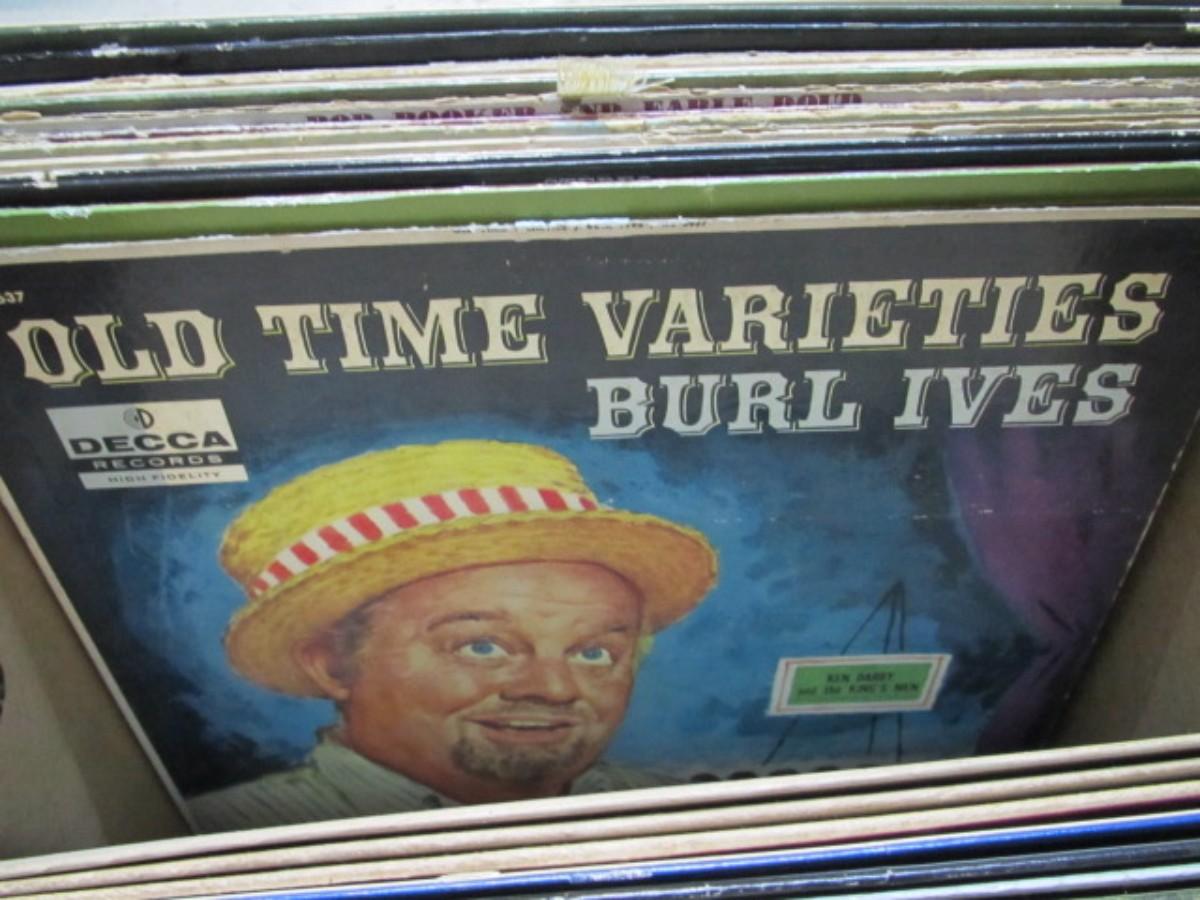 OLD TIME VARIETIES
BURL IVES
DECCA
RECORDS
HIGH FIDELITY
KEN DARBY
and the KING'S MEN